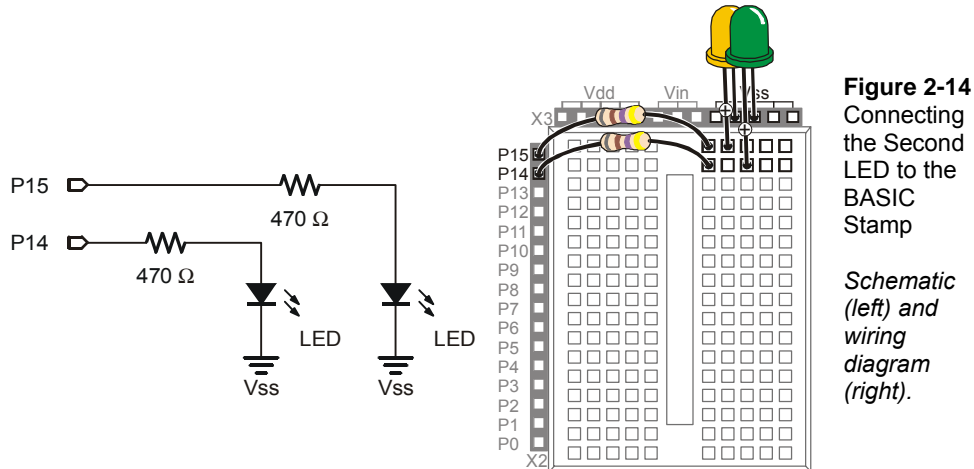 P15
470 Ω
P14
470 Ω
LED
LED
Vss
Vss
Vdd
Vin
Vss
X3
P15
P14
P13
P12
P11
P10
P9
P8
P7
P6
P5
P4
P3
P2
P1
P0
X2
+
+
Figure 2-14
Connecting
the Second
LED to the
BASIC
Stamp
Schematic
(left) and
wiring
diagram
(right).